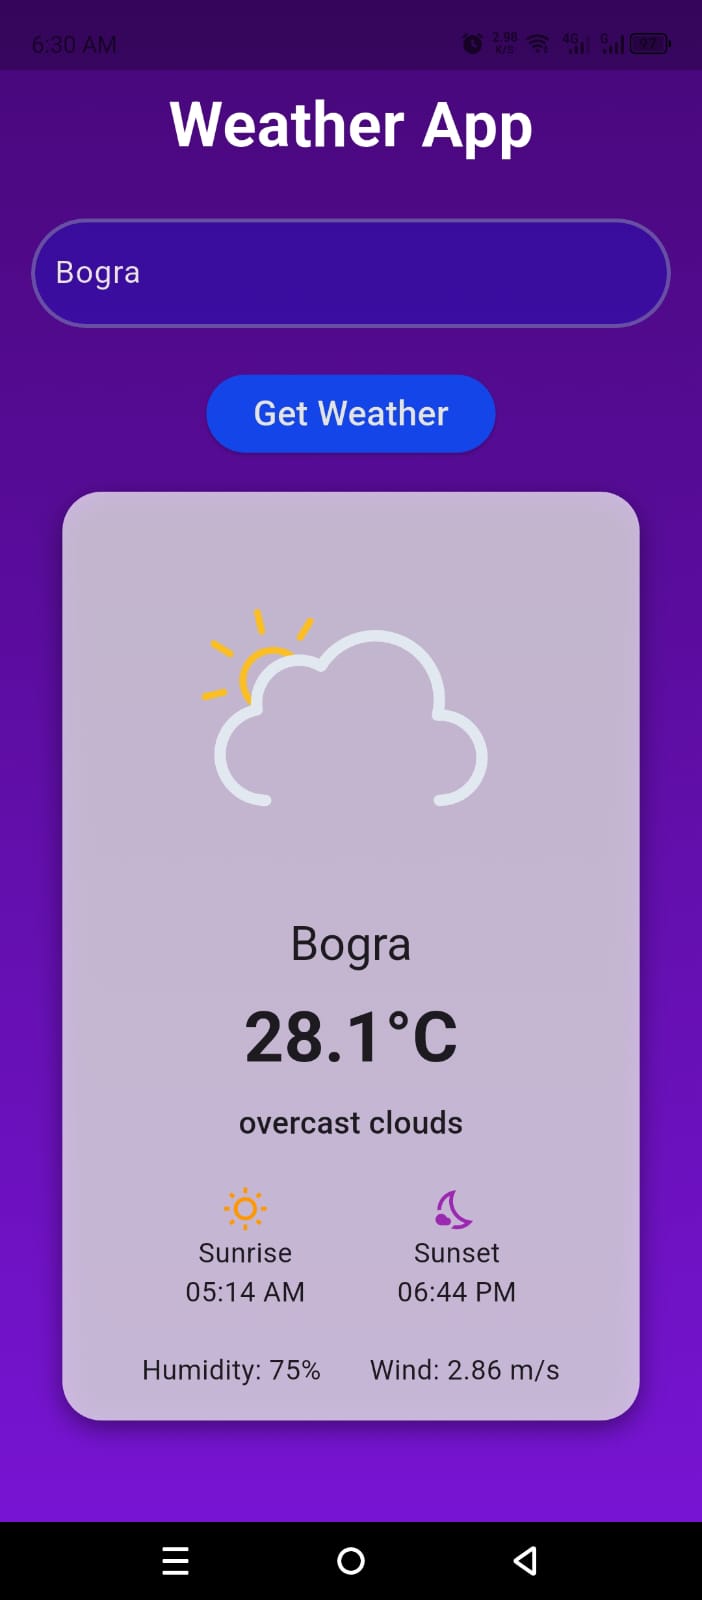 6:30 AM 2.98 K/S 4G G 97
Weather App
Bogra
Get Weather
Bogra
28.1°C
overcast clouds
Sunrise Sunset
05:14 AM 06:44 PM
Humidity: 75% Wind: 2.86 m/s